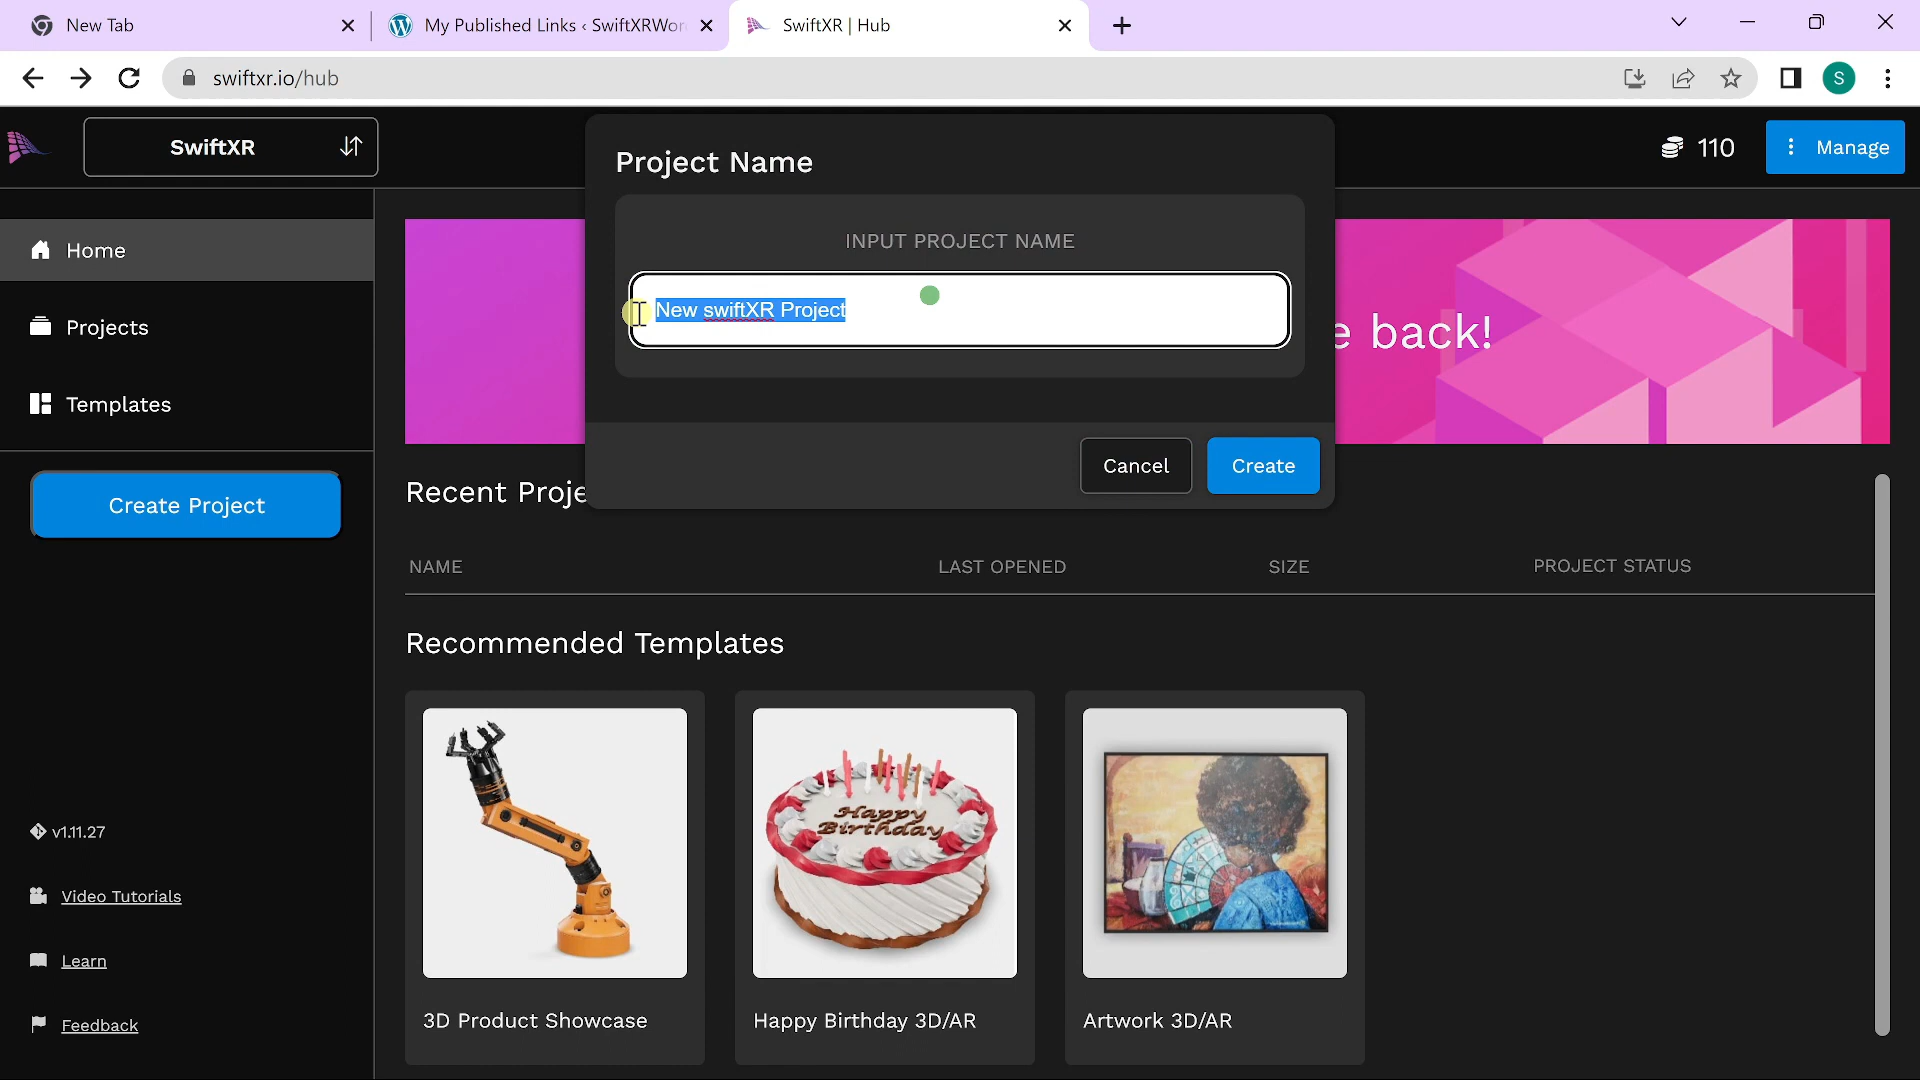 New Tab
My Published Links ‹ SwiftXRWor
SwiftXR | Hub
swiftxr.io/hub
S
SwiftXR
110
Manage
Project Name
INPUT PROJECT NAME
New swiftXR Project
Cancel
Create
e back!
Home
Projects
Templates
Create Project
v1.11.27
Video Tutorials
Learn
Feedback
Recent Proje
NAME
LAST OPENED
SIZE
PROJECT STATUS
Recommended Templates
Happy
Birthday
3D Product Showcase
Happy Birthday 3D/AR
Artwork 3D/AR